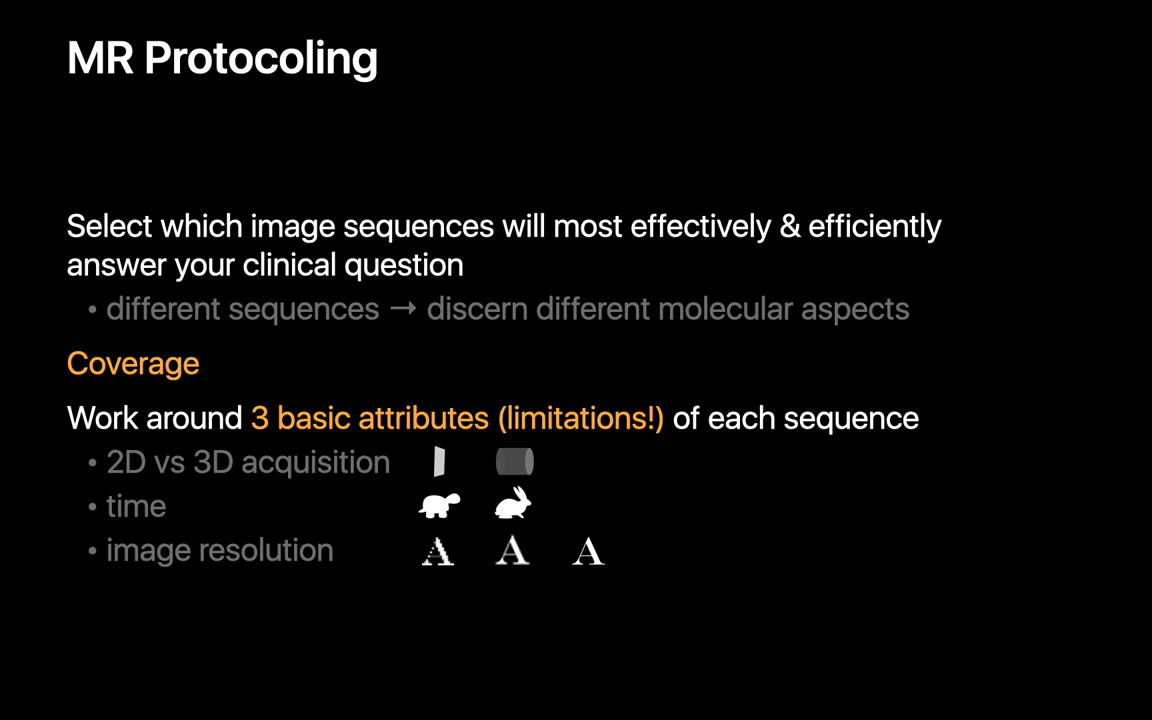 MR Protocoling
Select which image sequences will most effectively & efficiently
answer your clinical question
• different sequences → discern different molecular aspects
Coverage
Work around 3 basic attributes (limitations!) of each sequence
• 2D vs 3D acquisition
• time
• image resolution A A A